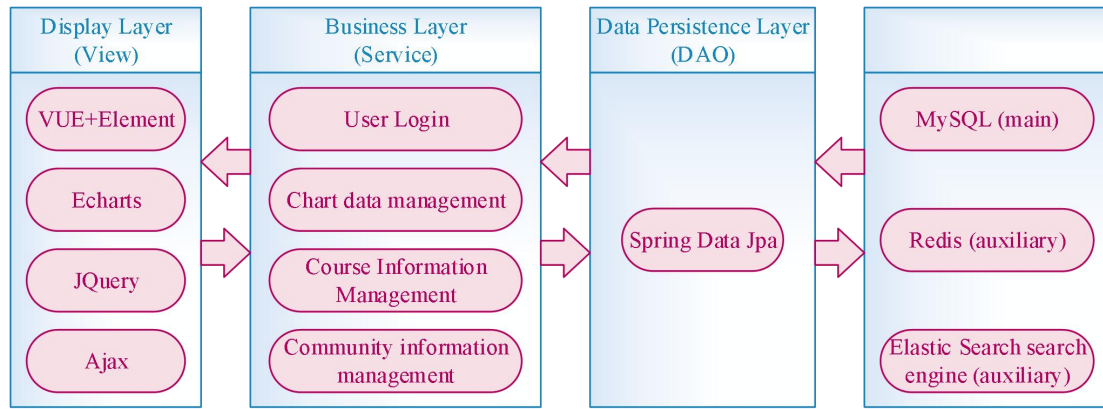 Display Layer
(View)
VUE+Element
Echarts
JQuery
Ajax
Business Layer
(Service)
User Login
Chart data management
Course Information
Management
Community information
management
Data Persistence Layer
(DAO)
Spring Data Jpa
MySQL (main)
Redis (auxiliary)
Elastic Search search
engine (auxiliary)